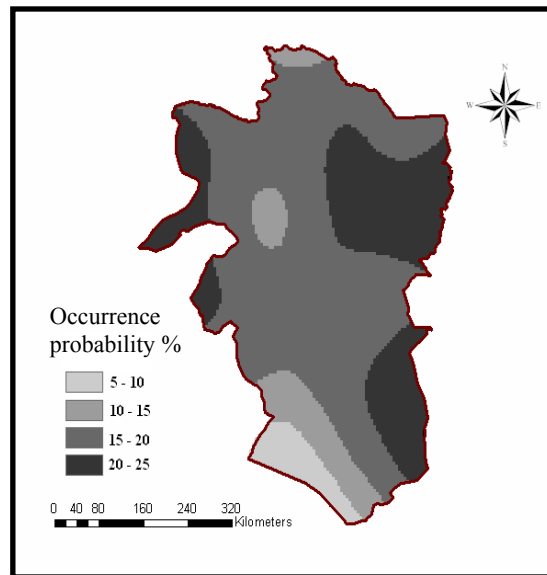 N
W E
S
Occurrence
probability %
5 - 10
10 - 15
15 - 20
20 - 25
0 40 80 160 240 320
Kilometers